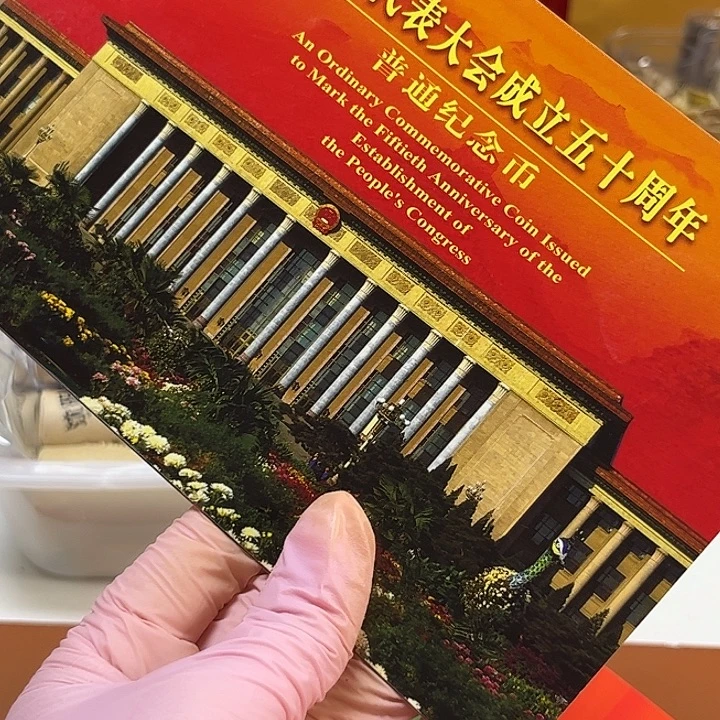 代表大会成立五十周年
普通纪念币
An Ordinary Commemorative Coin Issued
to Mark the Fiftieth Anniversary of the
Establishment of
the People's Congress